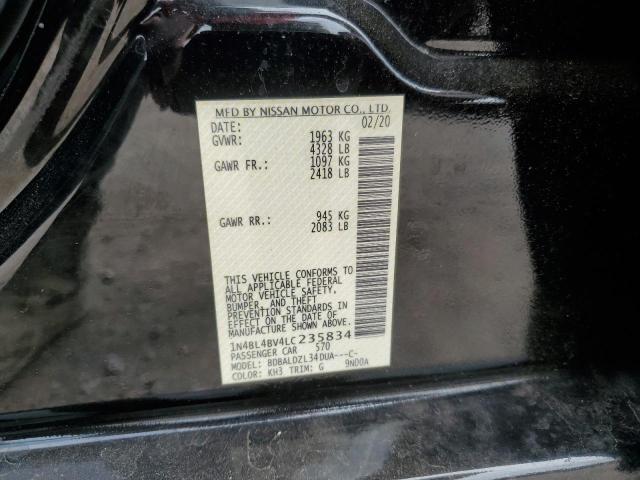 MFD BY NISSAN MOTOR CO., LTD.
DATE: 02/20
GVWR: 1963 KG
4328 LB
GAWR FR.: 1097 KG
2418 LB
GAWR RR.: 945 KG
2083 LB
THIS VEHICLE CONFORMS TO
ALL APPLICABLE FEDERAL
MOTOR VEHICLE SAFETY,
BUMPER, AND THEFT
PREVENTION STANDARDS IN
EFFECT ON THE DATE OF
MANUFACTURE SHOWN ABOVE.
1N4BL4BV4LC235834
PASSENGER CAR 570
MODEL: BDBALDZL34DUA---C-
COLOR: KH3 TRIM: G 9ND0A